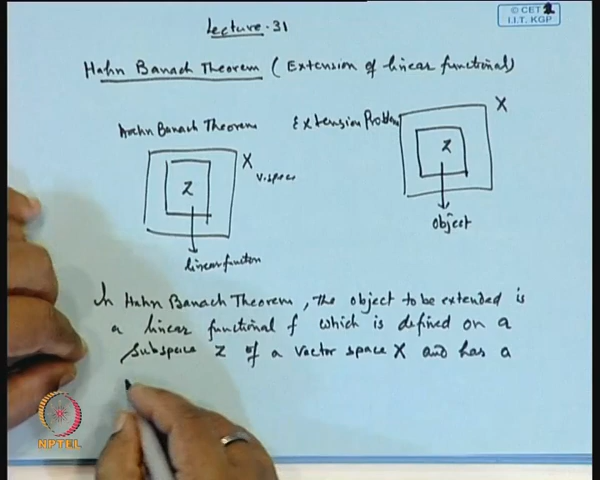 © CET
I.I.T. KGP
Lecture - 31
Hahn Banach Theorem (Extension of linear functional)
Hahn Banach Theorem
Extension Problem
X
Z
X
V. space
Z
object
linear function
In Hahn Banach Theorem, the object to be extended is
a linear functional f which is defined on a
subspace Z of a vector space X and has a
NPTEL